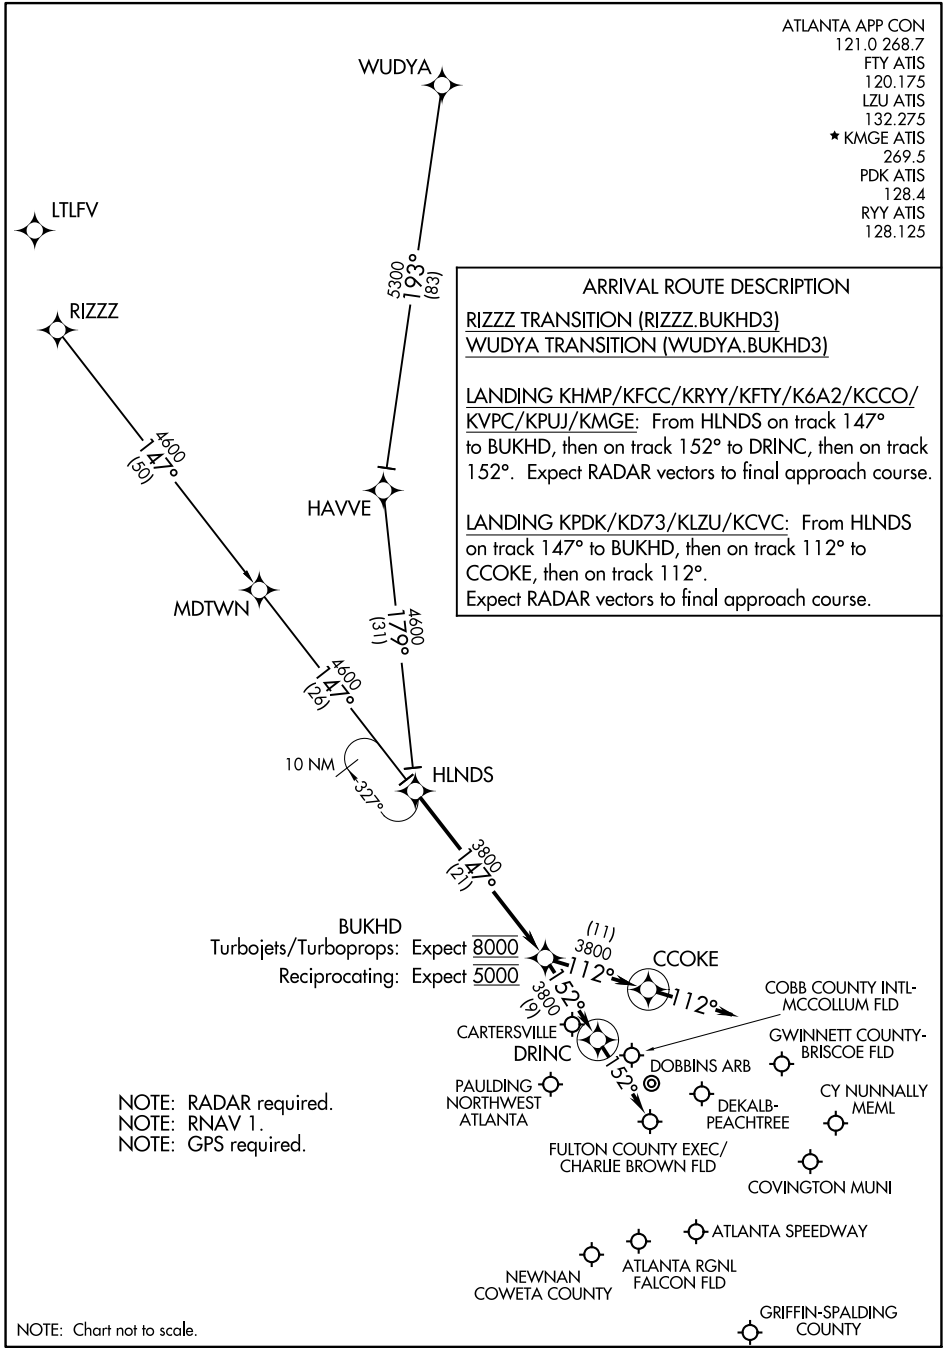 ATLANTA APP CON
121.0 268.7
FTY ATIS
120.175
LZU ATIS
132.275
★ KMGE ATIS
269.5
PDK ATIS
128.4
RYY ATIS
128.125
WUDYA
LTLFV
RIZZZ
5300
193°
(83)
ARRIVAL ROUTE DESCRIPTION
RIZZZ TRANSITION (RIZZZ.BUKHD3)
WUDYA TRANSITION (WUDYA.BUKHD3)
LANDING KHMP/KFCC/KRYY/KFTY/K6A2/KCCO/
KVPC/KPUJ/KMGE: From HLNDS on track 147°
to BUKHD, then on track 152° to DRINC, then on track
152°. Expect RADAR vectors to final approach course.
LANDING KPDK/KD73/KLZU/KCVC: From HLNDS
on track 147° to BUKHD, then on track 112° to
CCOKE, then on track 112°.
Expect RADAR vectors to final approach course.
4600
147°
(50)
HAVVE
MDTWN
4600
179°
(31)
4600
147°
(26)
10 NM
327°
HLNDS
3800
147°
(21)
BUKHD
Turbojets/Turboprops: Expect 8000
Reciprocating: Expect 5000
(11)
3800
112°
CCOKE
112°
152°
3800
(9)
CARTERSVILLE
DRINC
152°
COBB COUNTY INTL-
MCCOLLUM FLD
GWINNETT COUNTY-
BRISCOE FLD
DOBBINS ARB
PAULDING
NORTHWEST
ATLANTA
DEKALB-
PEACHTREE
CY NUNNALLY
MEML
FULTON COUNTY EXEC/
CHARLIE BROWN FLD
COVINGTON MUNI
NOTE: RADAR required.
NOTE: RNAV 1.
NOTE: GPS required.
ATLANTA SPEEDWAY
ATLANTA RGNL
FALCON FLD
NEWNAN
COWETA COUNTY
GRIFFIN-SPALDING
COUNTY
NOTE: Chart not to scale.